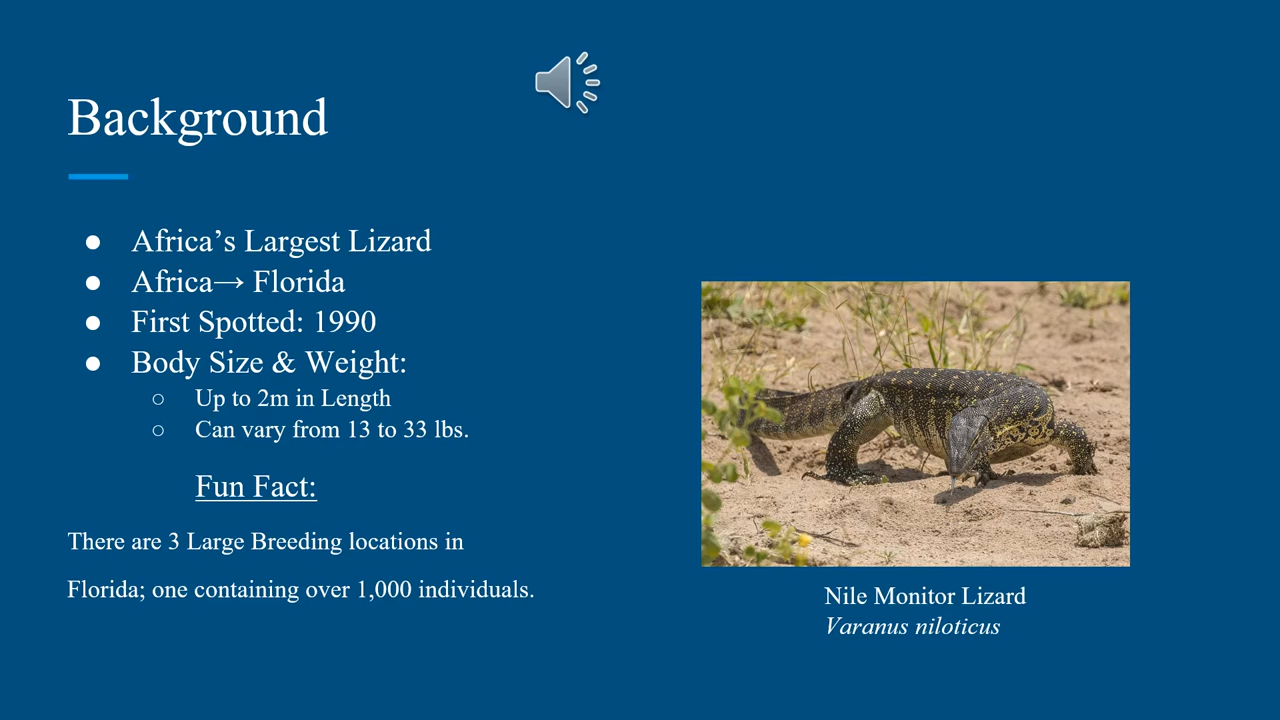 Background
● Africa’s Largest Lizard
● Africa→ Florida
● First Spotted: 1990
● Body Size & Weight:
○ Up to 2m in Length
○ Can vary from 13 to 33 lbs.
Fun Fact:
There are 3 Large Breeding locations in
Florida; one containing over 1,000 individuals.
Nile Monitor Lizard
Varanus niloticus